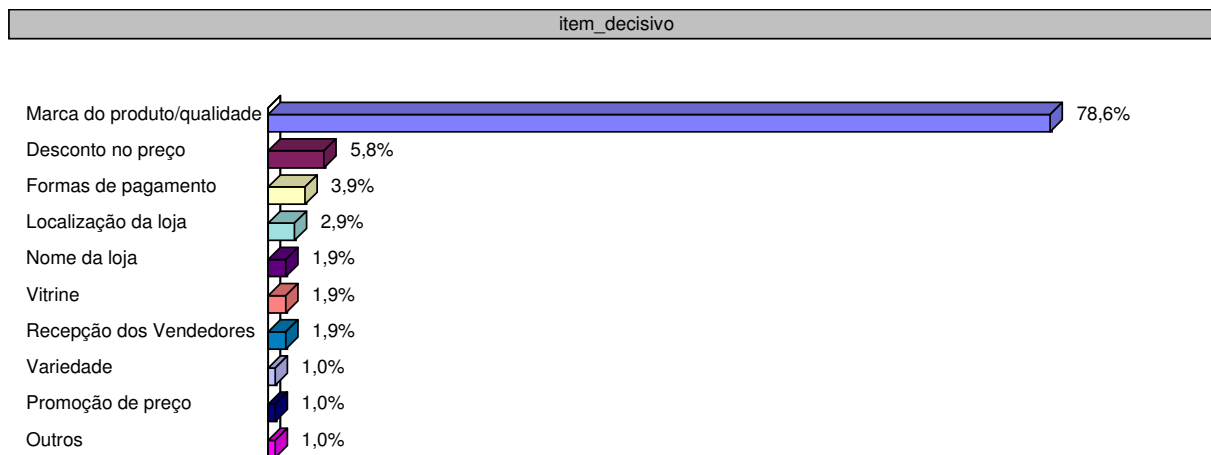 item_decisivo
Marca do produto/qualidade 78,6%
Desconto no preço 5,8%
Formas de pagamento 3,9%
Localização da loja 2,9%
Nome da loja 1,9%
Vitrine 1,9%
Recepção dos Vendedores 1,9%
Variedade 1,0%
Promoção de preço 1,0%
Outros 1,0%